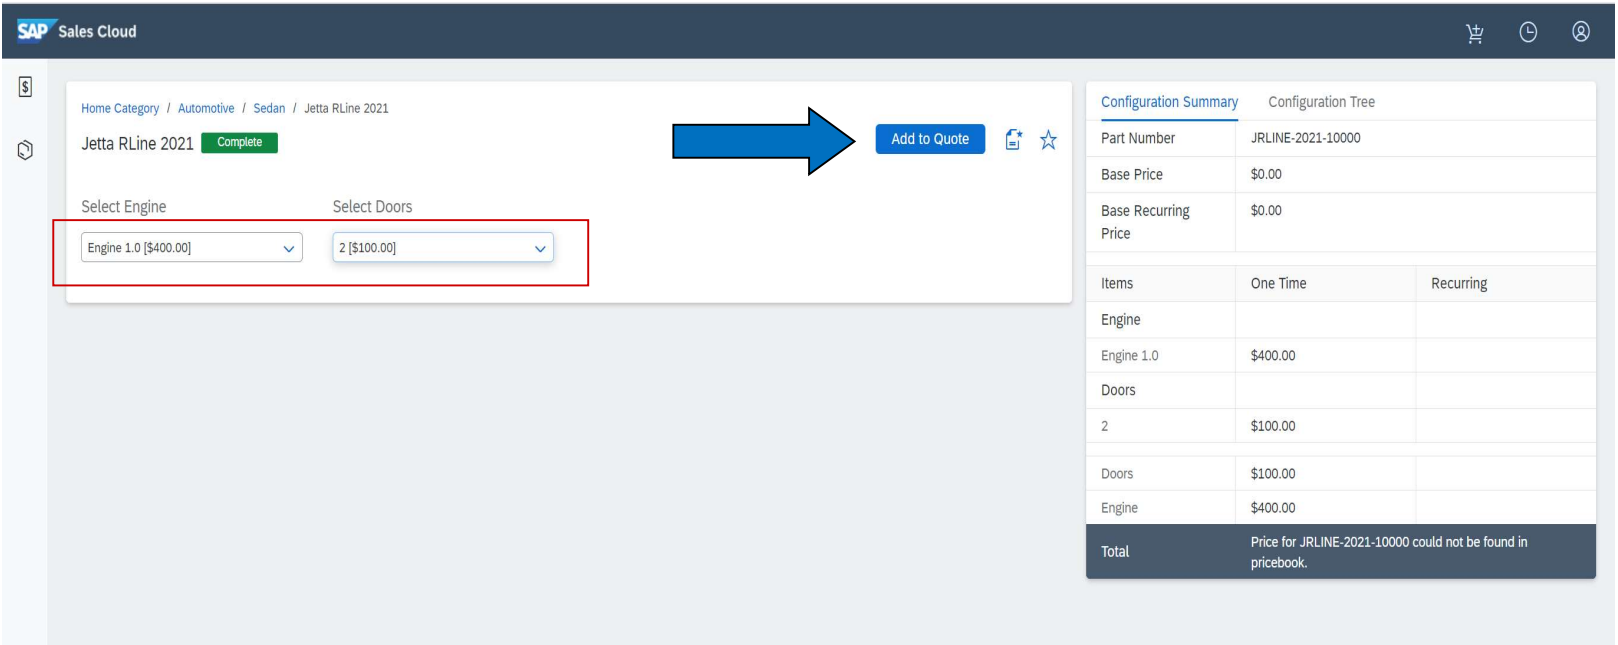 SAP Sales Cloud
Home Category / Automotive / Sedan / Jetta RLine 2021
Jetta RLine 2021 Complete
Add to Quote
Select Engine Select Doors
Engine 1.0 [$400.00] 2 [$100.00]
Configuration Summary Configuration Tree
Part Number JRLINE-2021-10000
Base Price $0.00
Base Recurring $0.00
Price
Items One Time Recurring
Engine
Engine 1.0 $400.00
Doors
2 $100.00
Doors $100.00
Engine $400.00
Total Price for JRLINE-2021-10000 could not be found in
pricebook.